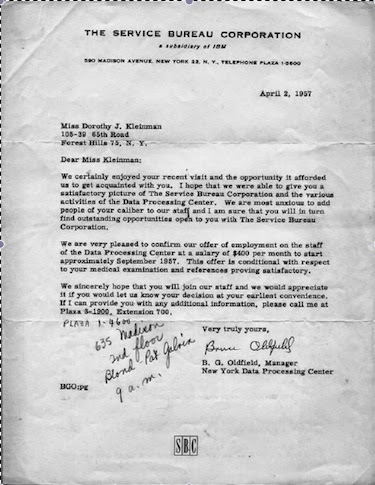 THE SERVICE BUREAU CORPORATION
a subsidiary of IBM
590 MADISON AVENUE, NEW YORK 22, N. Y., TELEPHONE PLAZA 1-3600
April 2, 1957
Miss Dorothy J. Kleinman
105-39 65th Road
Forest Hills 75, N. Y.
Dear Miss Kleinman:
We certainly enjoyed your recent visit and the opportunity it afforded
us to get acquainted with you. I hope that we were able to give you a
satisfactory picture of The Service Bureau Corporation and the various
activities of the Data Processing Center. We are most anxious to add
people of your caliber to our staff and I am sure that you will in turn
find outstanding opportunities open to you with The Service Bureau
Corporation.
We are very pleased to confirm our offer of employment on the staff
of the Data Processing Center at a salary of $400 per month to start
approximately September 1957. This offer is conditional with respect
to your medical examination and references proving satisfactory.
We sincerely hope that you will join our staff and we would appreciate
it if you would let us know your decision at your earliest convenience.
If I can provide you with any additional information, please call me at
Plaza 3-1900, Extension 700.
PLAZA 1-4600
635 Madison
2nd floor
Blond Pat
9 a.m.
Very truly yours,
Bruce Oldfield
B. G. Oldfield, Manager
New York Data Processing Center
BGO:pg
SBC